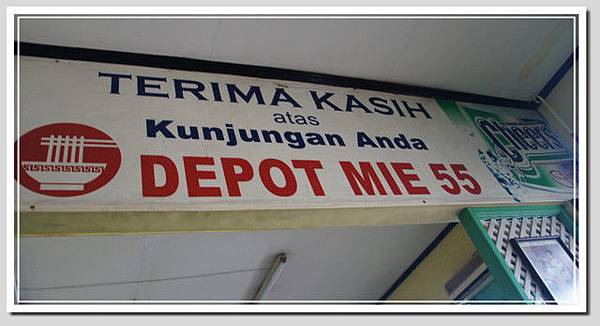 TERIMA KASIH
atas
Kunjungan Anda
DEPOT MIE 55
Cheers